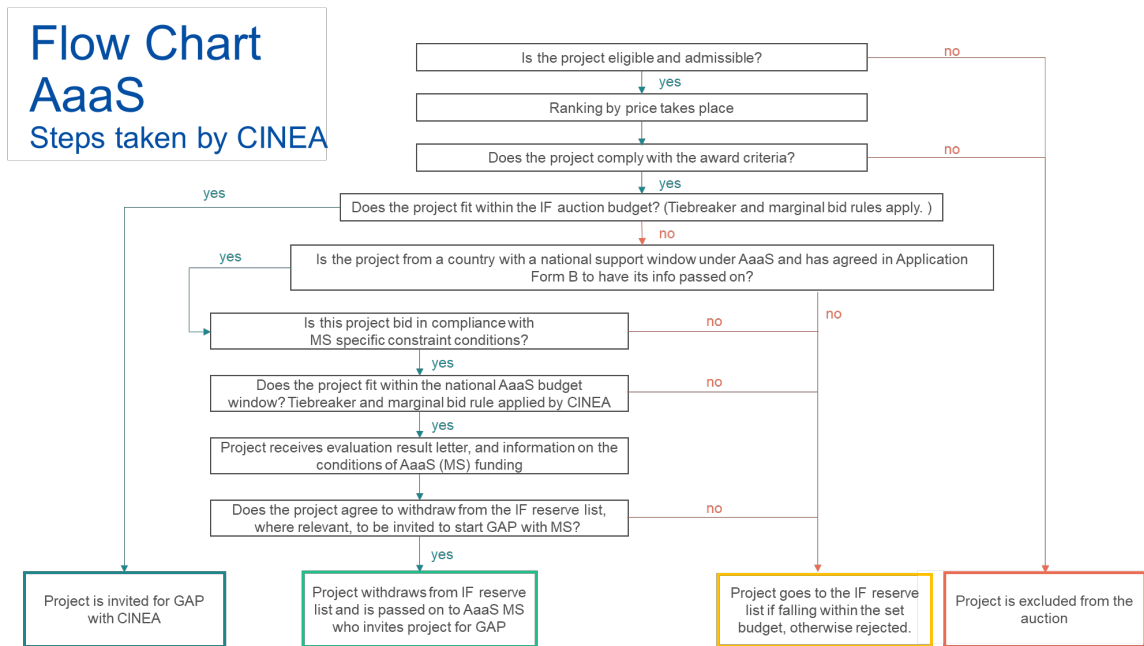 Flow Chart
AaaS
Steps taken by CINEA
Is the project eligible and admissible?
no
yes
Ranking by price takes place
Does the project comply with the award criteria?
no
yes
yes
Does the project fit within the IF auction budget? (Tiebreaker and marginal bid rules apply. )
no
yes
Is the project from a country with a national support window under AaaS and has agreed in Application
Form B to have its info passed on?
no
Is this project bid in compliance with
MS specific constraint conditions?
no
yes
Does the project fit within the national AaaS budget
window? Tiebreaker and marginal bid rule applied by CINEA
no
yes
Project receives evaluation result letter, and information on the
conditions of AaaS (MS) funding
Does the project agree to withdraw from the IF reserve list,
where relevant, to be invited to start GAP with MS?
no
yes
Project is invited for GAP
with CINEA
Project withdraws from IF reserve
list and is passed on to AaaS MS
who invites project for GAP
Project goes to the IF reserve
list if falling within the set
budget, otherwise rejected.
Project is excluded from the
auction